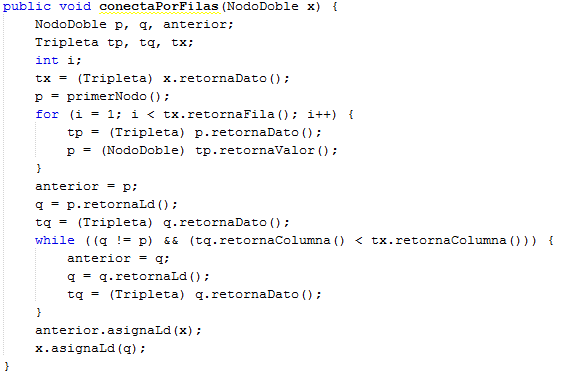 public void conectaPorFilas(NodoDoble x) {
    NodoDoble p, q, anterior;
    Tripleta tp, tq, tx;
    int i;
    tx = (Tripleta) x.retornaDato();
    p = primerNodo();
    for (i = 1; i < tx.retornaFila(); i++) {
        tp = (Tripleta) p.retornaDato();
        p = (NodoDoble) tp.retornaValor();
    }
    anterior = p;
    q = p.retornaLd();
    tq = (Tripleta) q.retornaDato();
    while ((q != p) && (tq.retornaColumna() < tx.retornaColumna())) {
        anterior = q;
        q = q.retornaLd();
        tq = (Tripleta) q.retornaDato();
    }
    anterior.asignaLd(x);
    x.asignaLd(q);
}